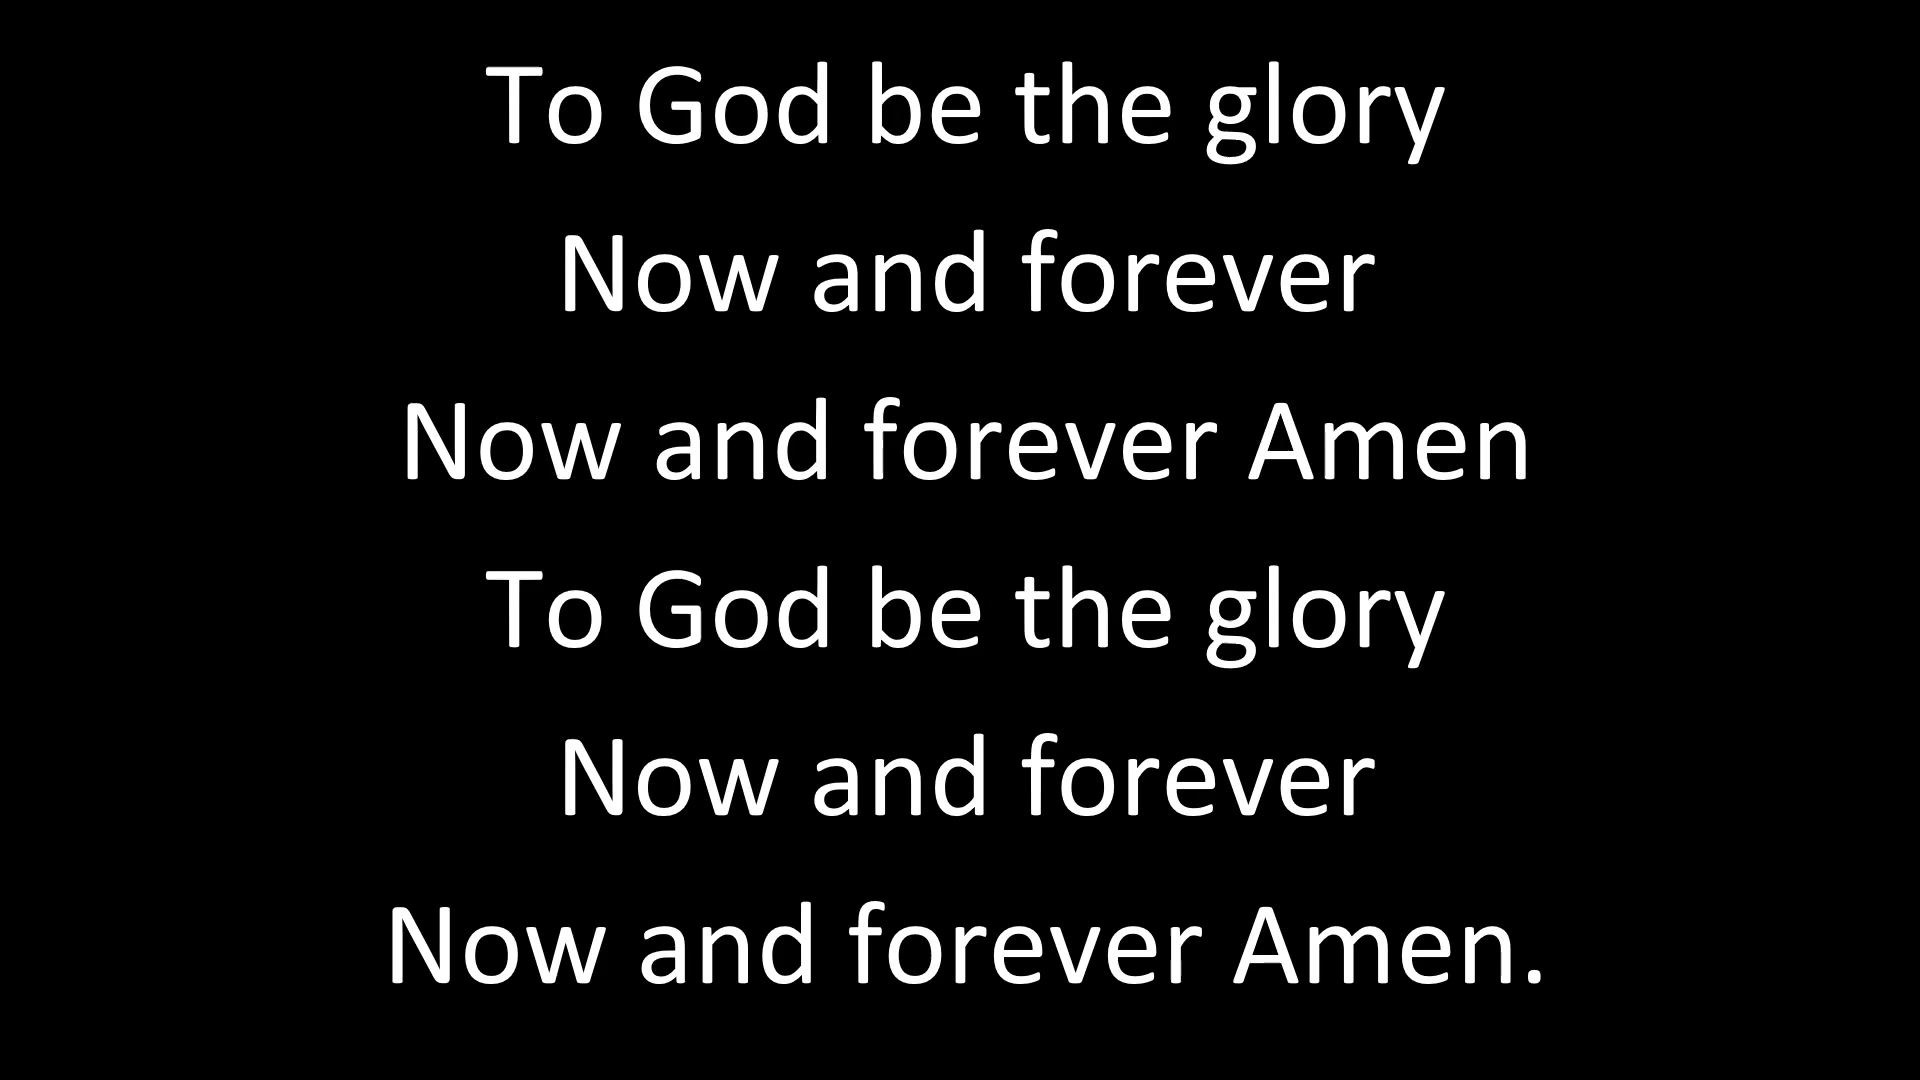 To God be the glory
Now and forever
Now and forever Amen
To God be the glory
Now and forever
Now and forever Amen.